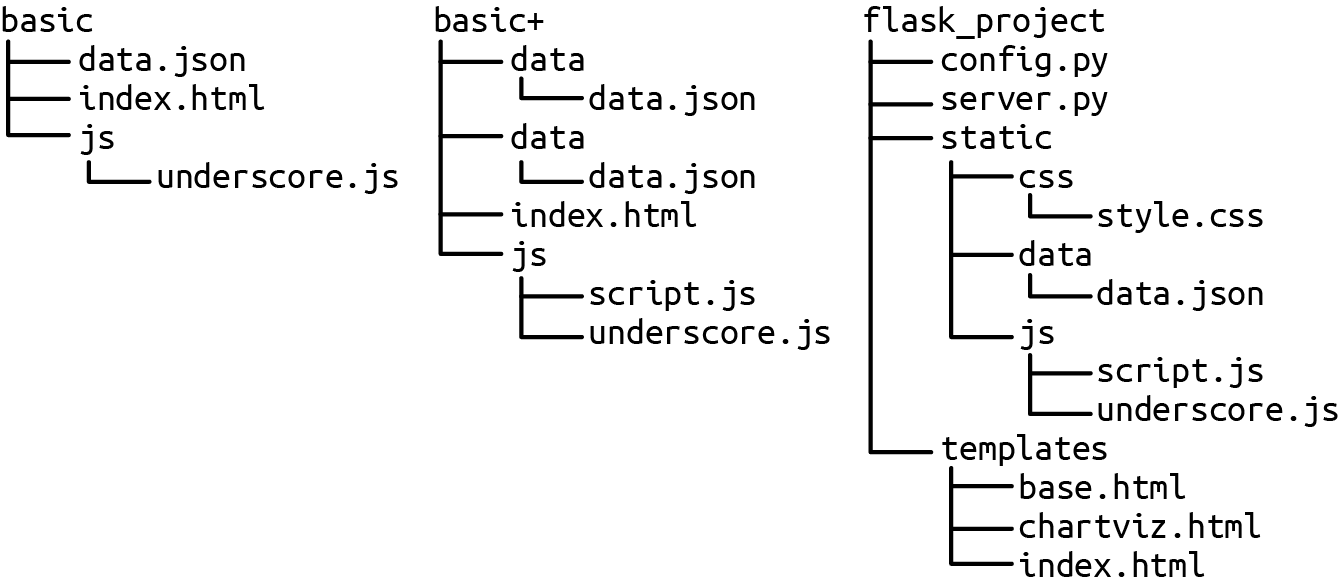 basic
data.json
index.html
js
underscore.js
basic+
data
data.json
data
data.json
index.html
js
script.js
underscore.js
flask_project
config.py
server.py
static
css
style.css
data
data.json
js
script.js
underscore.js
templates
base.html
chartviz.html
index.html